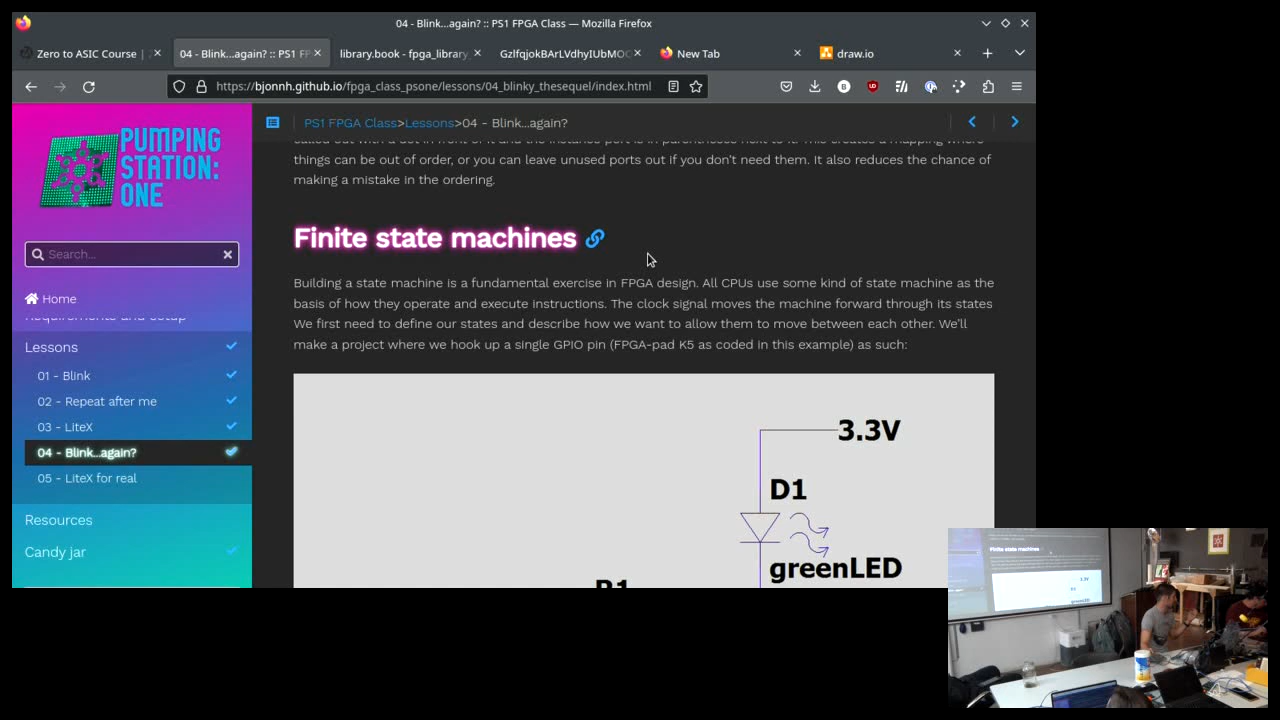 04 - Blink...again? :: PS1 FPGA Class — Mozilla Firefox
Zero to ASIC Course |
04 - Blink...again? :: PS1 F
library.book - fpga_library
GzlfqjokBArLVdhyIUbMO
New Tab
draw.io
https://bjonnh.github.io/fpga_class_psone/lessons/04_blinky_thesequel/index.html
PUMPING
STATION:
ONE
Search...
Home
Requirements and setup
Lessons
01 - Blink
02 - Repeat after me
03 - LiteX
04 - Blink...again?
05 - LiteX for real
Resources
Candy jar
PS1 FPGA Class>Lessons>04 - Blink...again?
things can be out of order, or you can leave unused ports out if you don't need them. It also reduces the chance of
making a mistake in the ordering.
Finite state machines
Building a state machine is a fundamental exercise in FPGA design. All CPUs use some kind of state machine as the
basis of how they operate and execute instructions. The clock signal moves the machine forward through its states
We first need to define our states and describe how we want to allow them to move between each other. We'll
make a project where we hook up a single GPIO pin (FPGA-pad K5 as coded in this example) as such:
3.3V
D1
greenLED
Finite state machines
3.3V